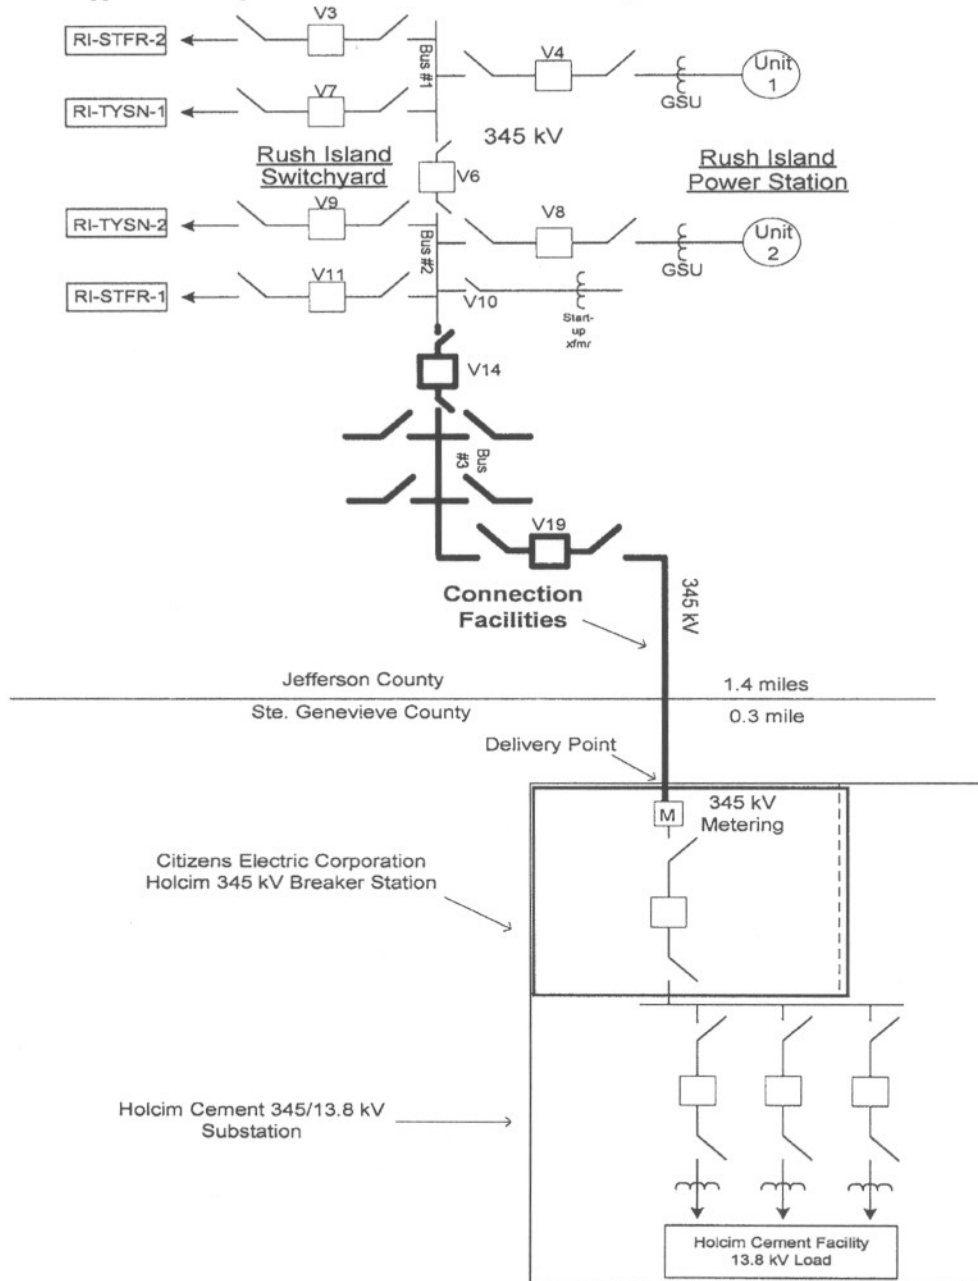 V3
RI-STFR-2
V4
Unit
1
Bus #1
GSU
V7
RI-TYSN-1
345 kV
Rush Island
Switchyard
V6
Rush Island
Power Station
V9
RI-TYSN-2
V8
Unit
2
Bus #2
GSU
V11
RI-STFR-1
V10
Start-
up
xfmr
V14
Bus
#3
V19
Connection
Facilities
345 kV
Jefferson County
1.4 miles
Ste. Genevieve County
0.3 mile
Delivery Point
M
345 kV
Metering
Citizens Electric Corporation
Holcim 345 kV Breaker Station
Holcim Cement 345/13.8 kV
Substation
Holcim Cement Facility
13.8 kV Load